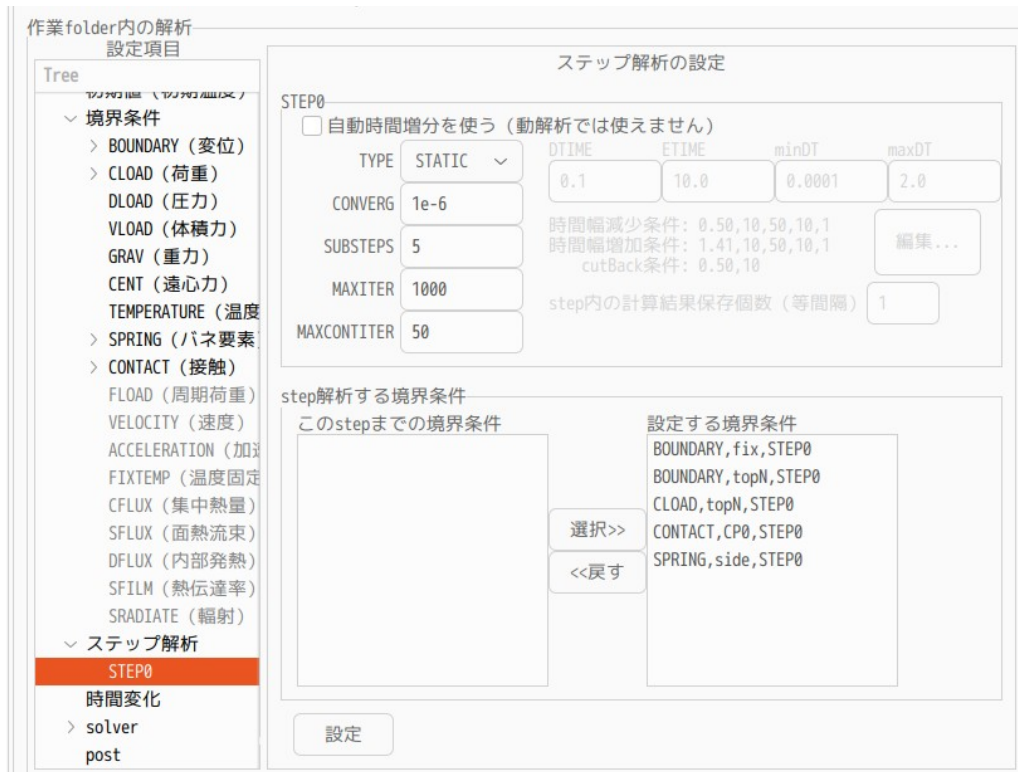 作業folder内の解析
設定項目
Tree
初期値 (初期温度)
境界条件
BOUNDARY (変位)
CLOAD (荷重)
DLOAD (圧力)
VLOAD (体積力)
GRAV (重力)
CENT (遠心力)
TEMPERATURE (温度
SPRING (バネ要素)
CONTACT (接触)
FLOAD (周期荷重)
VELOCITY (速度)
ACCELERATION (加速
FIXTEMP (温度固定
CFLUX (集中熱量)
SFLUX (面熱流束)
DFLUX (内部発熱)
SFILM (熱伝達率)
SRADIATE (輻射)
ステップ解析
STEP0
時間変化
solver
post
ステップ解析の設定
STEP0
自動時間増分を使う (動解析では使えません)
TYPE STATIC
CONVERG 1e-6
SUBSTEPS 5
MAXITER 1000
MAXCONTITER 50
DTIME ETIME minDT maxDT
0.1 10.0 0.0001 2.0
時間幅減少条件: 0.50,10,50,10,1
時間幅増加条件: 1.41,10,50,10,1
cutBack条件: 0.50,10
編集...
step内の計算結果保存個数 (等間隔) 1
step解析する境界条件
このstepまでの境界条件
選択>>
<<戻す
設定する境界条件
BOUNDARY,fix,STEP0
BOUNDARY,topN,STEP0
CLOAD,topN,STEP0
CONTACT,CP0,STEP0
SPRING,side,STEP0
設定